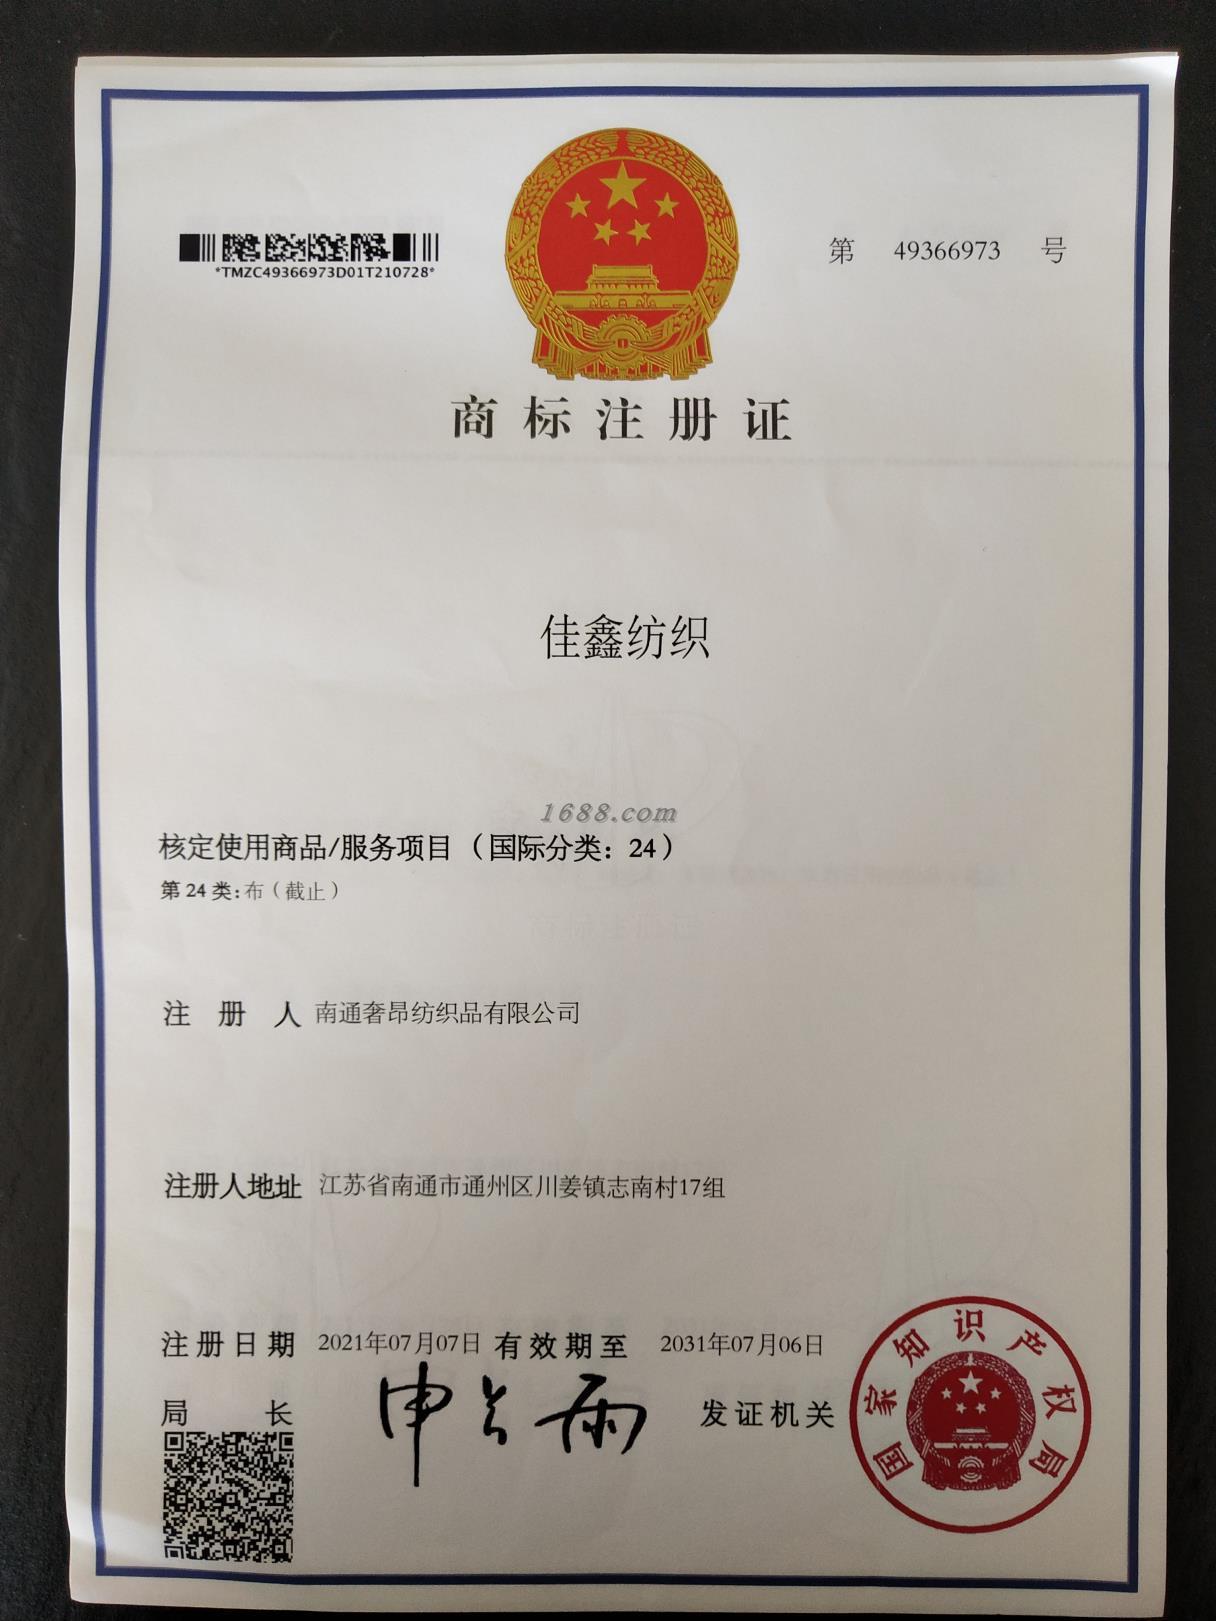 *TMZC49366973D01T210728*
第 49366973 号
商标注册证
佳鑫纺织
1688.com
核定使用商品/服务项目（国际分类：24）
第24类:布（截止）
注册人 南通奢昂纺织品有限公司
注册人地址 江苏省南通市通州区川姜镇志南村17组
注册日期 2021年07月07日 有效期至 2031年07月06日
局长 申长雨 发证机关
国家知识产权局